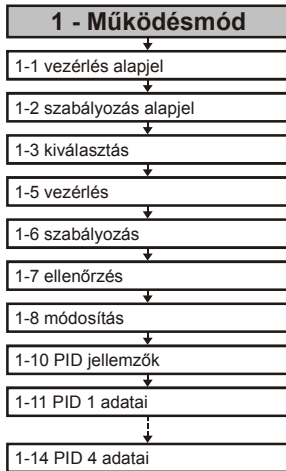 1 - Működésmód
1-1 vezérlés alapjel
1-2 szabályozás alapjel
1-3 kiválasztás
1-5 vezérlés
1-6 szabályozás
1-7 ellenőrzés
1-8 módosítás
1-10 PID jellemzők
1-11 PID 1 adatai
1-14 PID 4 adatai